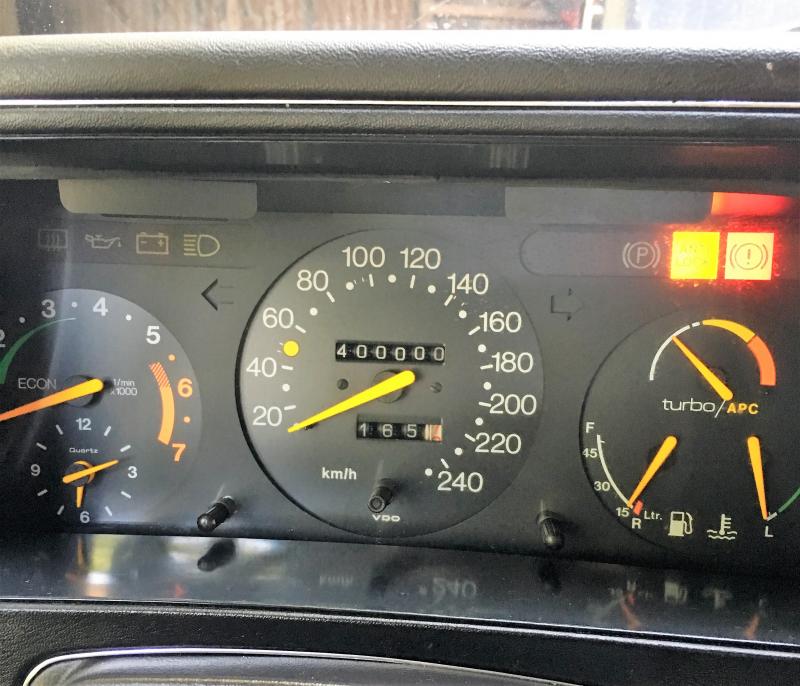 2 3 4 5 6 7
ECON
1/min
x1000
Quartz
12 3 6 9
20 40 60 80 100 120 140 160 180 200 220 240
400000
1651
km/h
VDO
P
!
turbo/APC
F
45
30
15
R
Ltr.
L